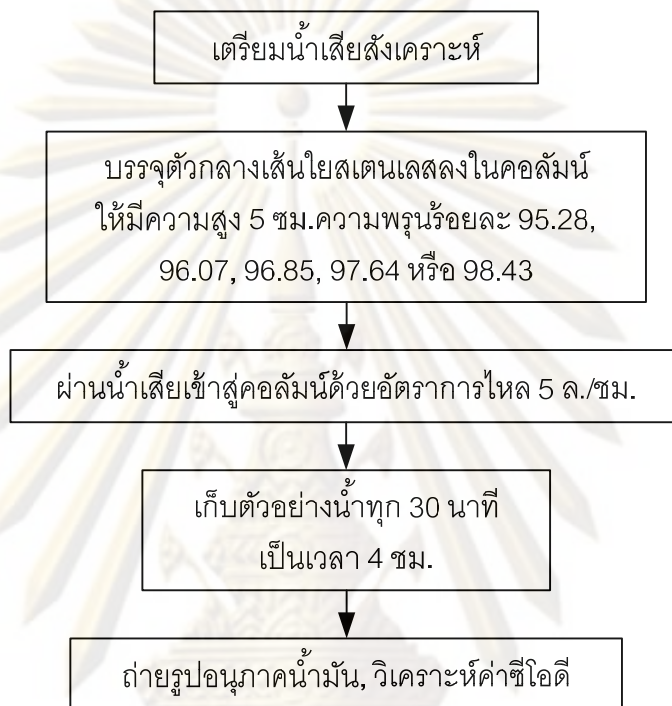 เตรียมน้ำเสียสังเคราะห์
บรรจุตัวกลางเส้นใยสเตนเลสลงในคอลัมน์
ให้มีความสูง 5 ซม.ความพรุนร้อยละ 95.28,
96.07, 96.85, 97.64 หรือ 98.43
ผ่านน้ำเสียเข้าสู่คอลัมน์ด้วยอัตราการไหล 5 ล./ชม.
เก็บตัวอย่างน้ำทุก 30 นาที
เป็นเวลา 4 ชม.
ถ่ายรูปอนุภาคน้ำมัน, วิเคราะห์ค่าซีโอดี